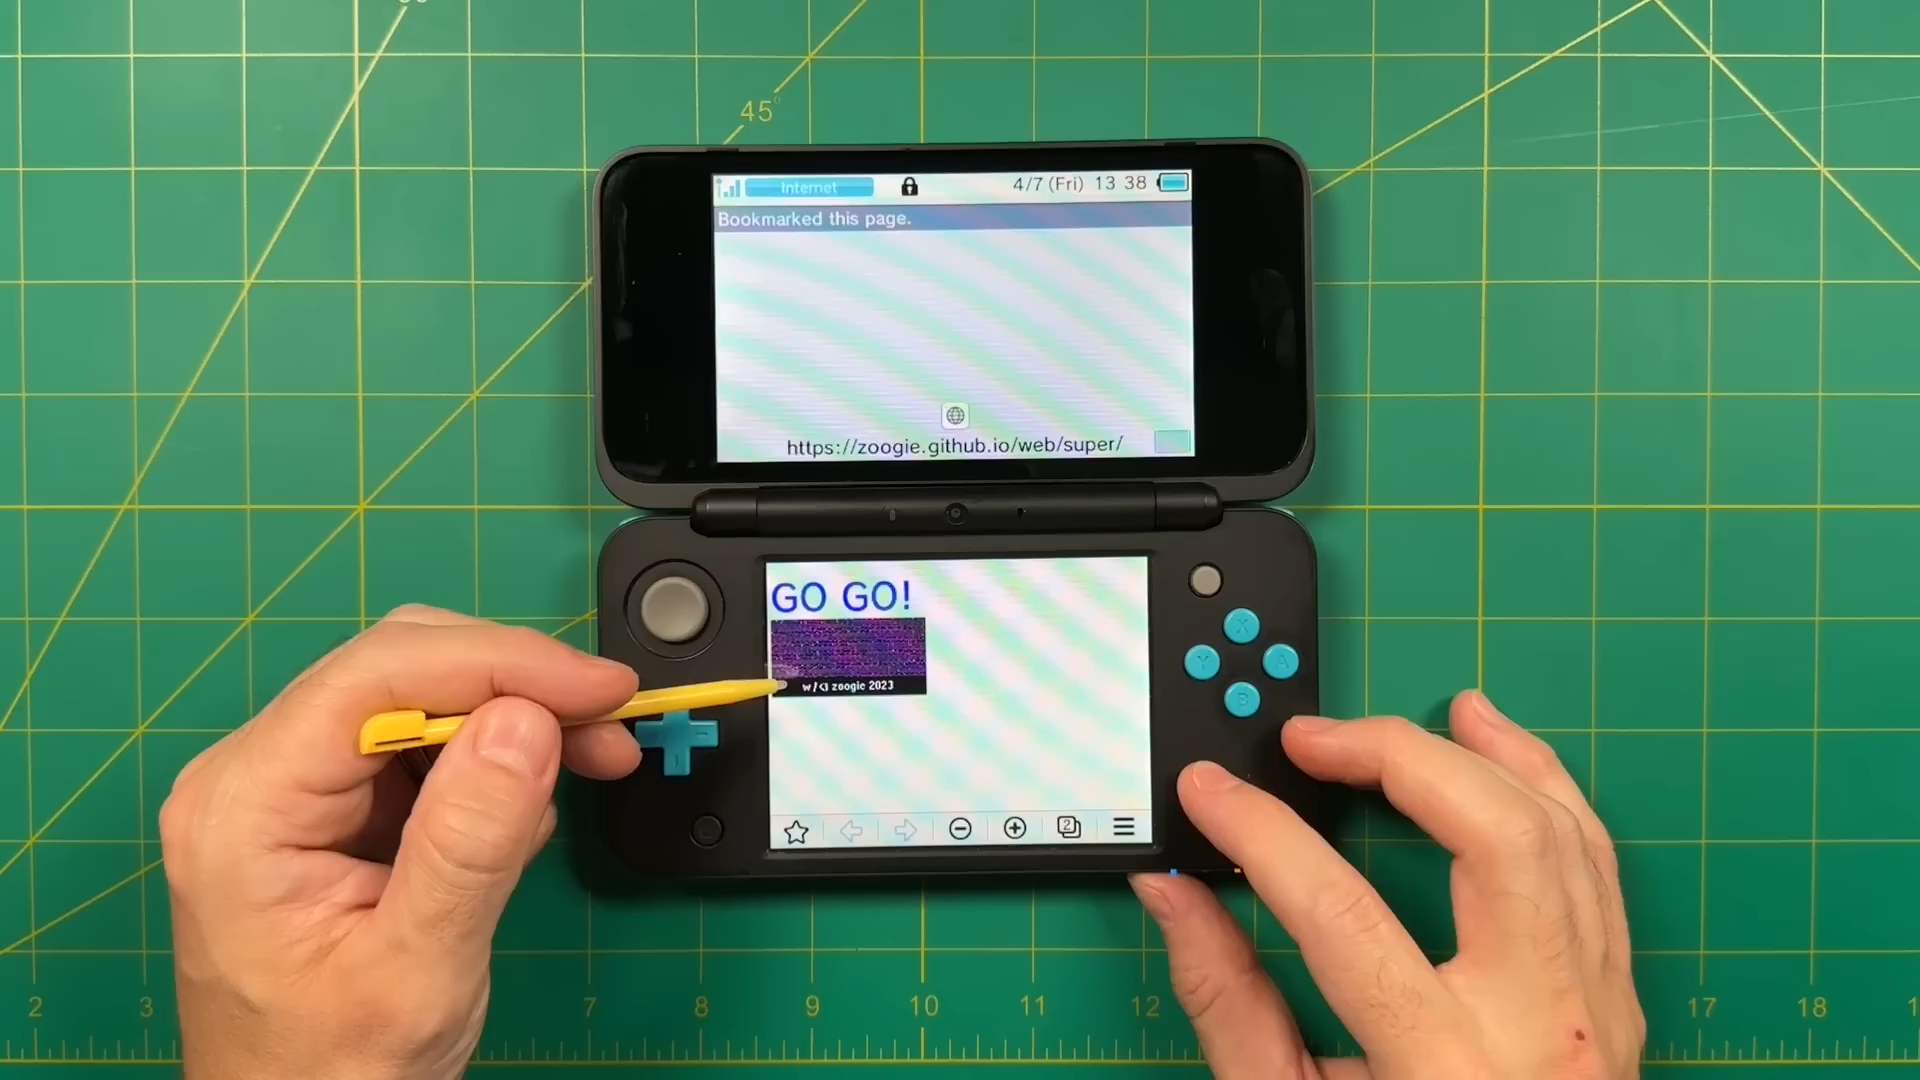 45°
Internet 4/7 (Fri) 13 38
Bookmarked this page.
https://zoogie.github.io/web/super/
GO GO!
w/<3 zoogie 2023
2
X
Y
A
B
2 3 7 8 9 10 11 12 17 18